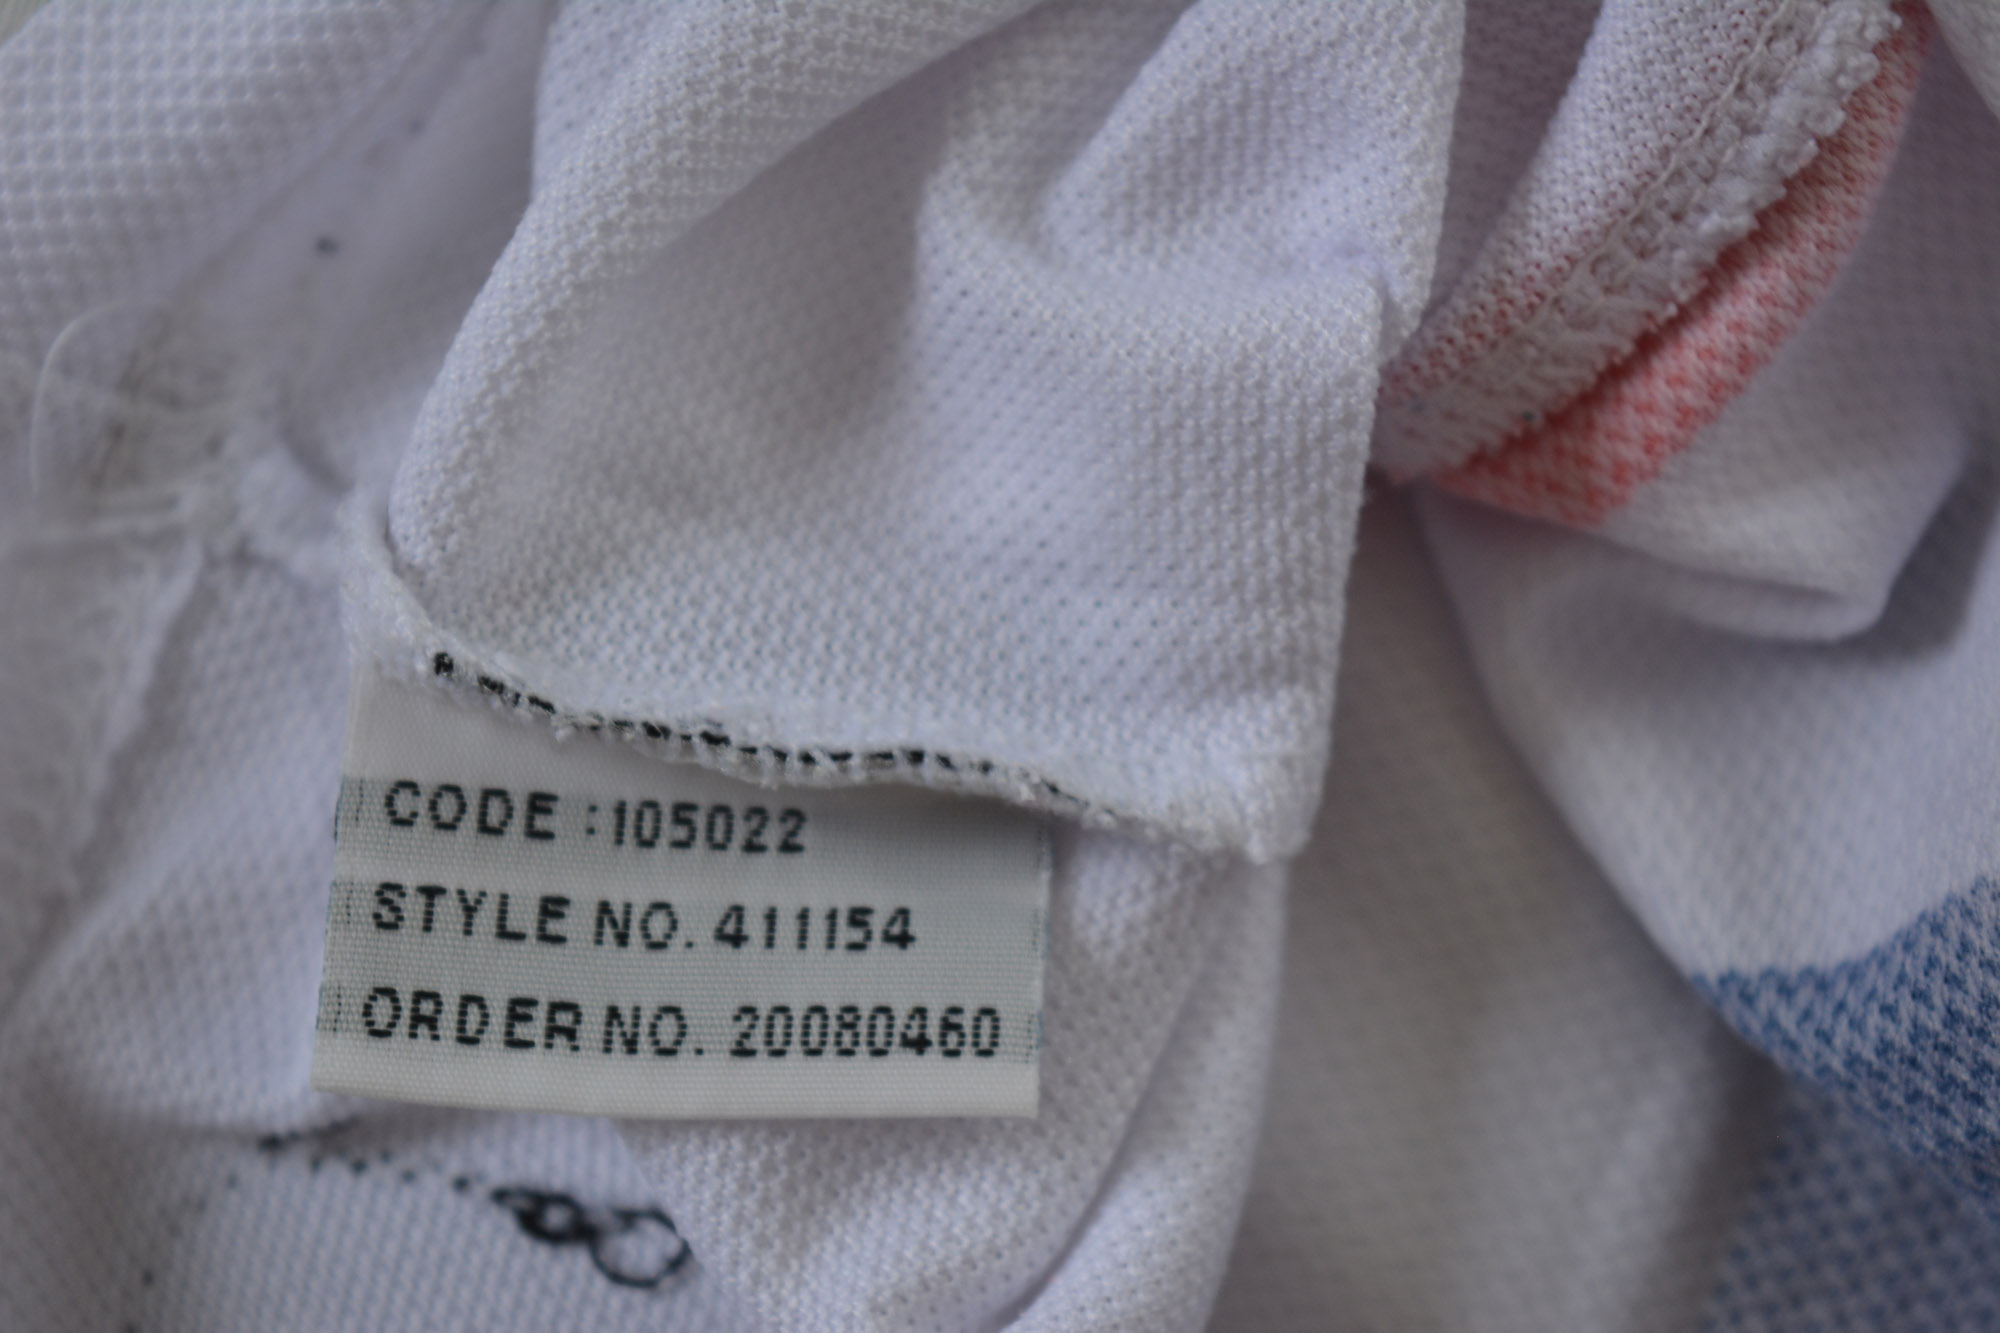 CODE :105022
STYLE NO. 411154
ORDER NO. 20080460